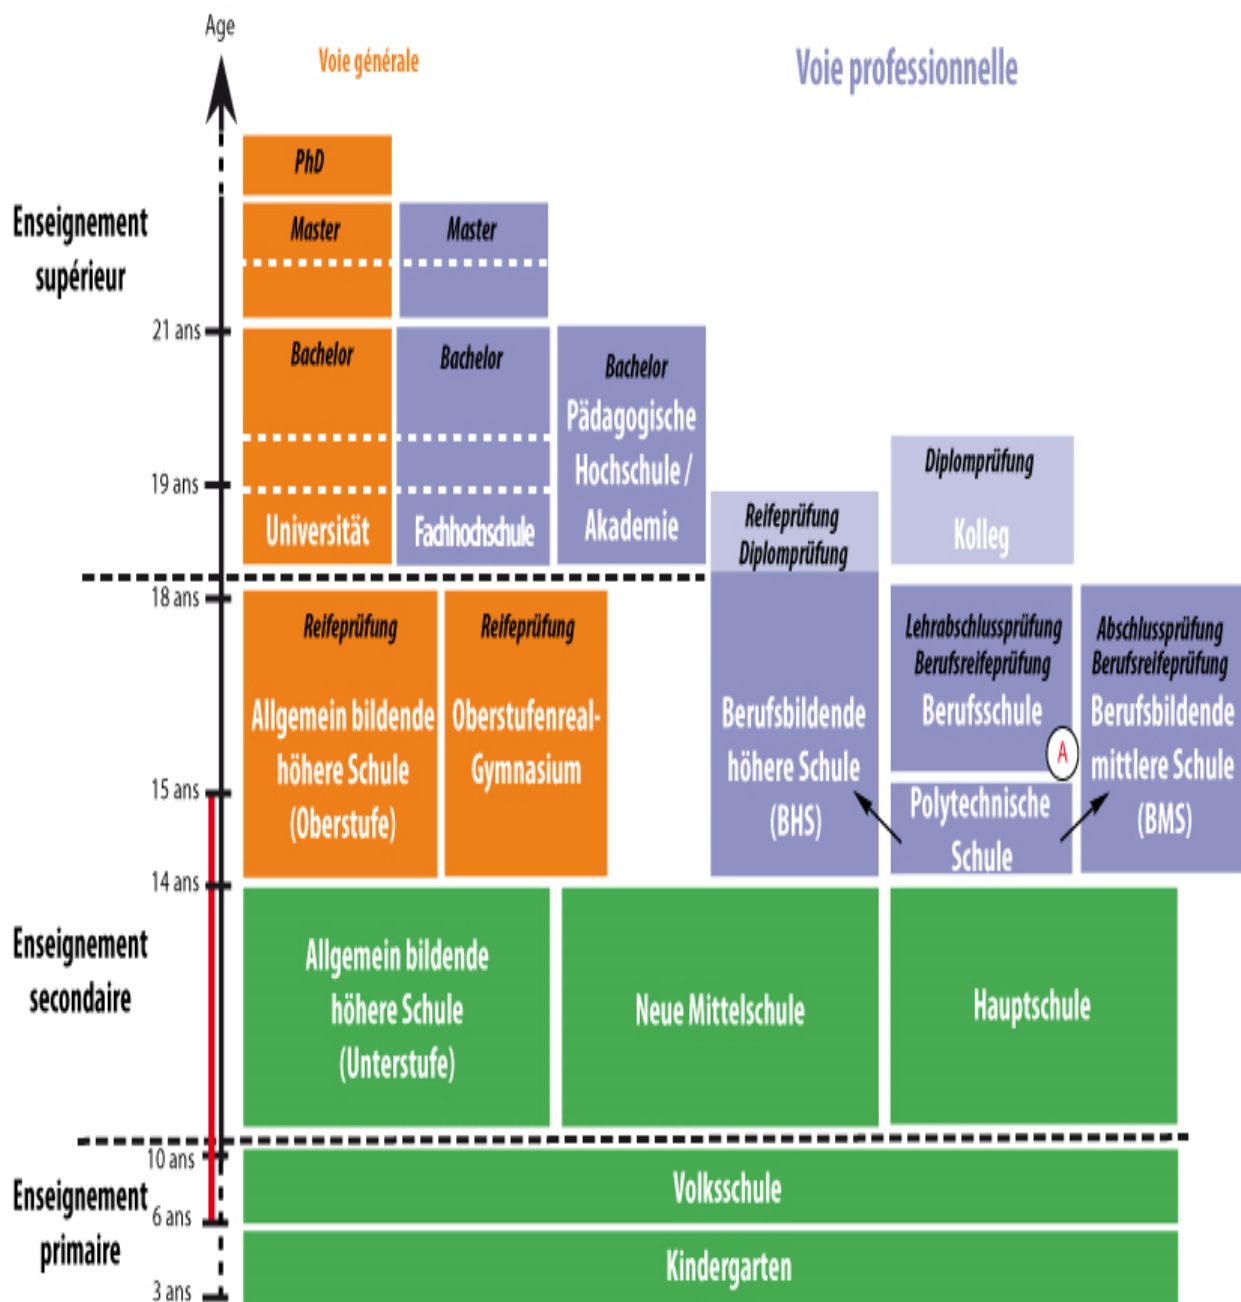 Age
Voie générale
Voie professionnelle
PhD
Enseignement
supérieur
Master
Master
21 ans
Bachelor
Bachelor
Bachelor
Pädagogische
Hochschule /
Akademie
19 ans
Universität
Fachhochschule
Reifeprüfung
Diplomprüfung
Diplomprüfung
Kolleg
18 ans
Reifeprüfung
Allgemein bildende
höhere Schule
(Oberstufe)
Reifeprüfung
Oberstufenreal-
Gymnasium
Berufsbildende
höhere Schule
(BHS)
Lehrabschlussprüfung
Berufsreifeprüfung
Berufsschule
A
Polytechnische
Schule
Abschlussprüfung
Berufsreifeprüfung
Berufsbildende
mittlere Schule
(BMS)
15 ans
14 ans
Enseignement
secondaire
Allgemein bildende
höhere Schule
(Unterstufe)
Neue Mittelschule
Hauptschule
10 ans
Enseignement
primaire
6 ans
3 ans
Volksschule
Kindergarten